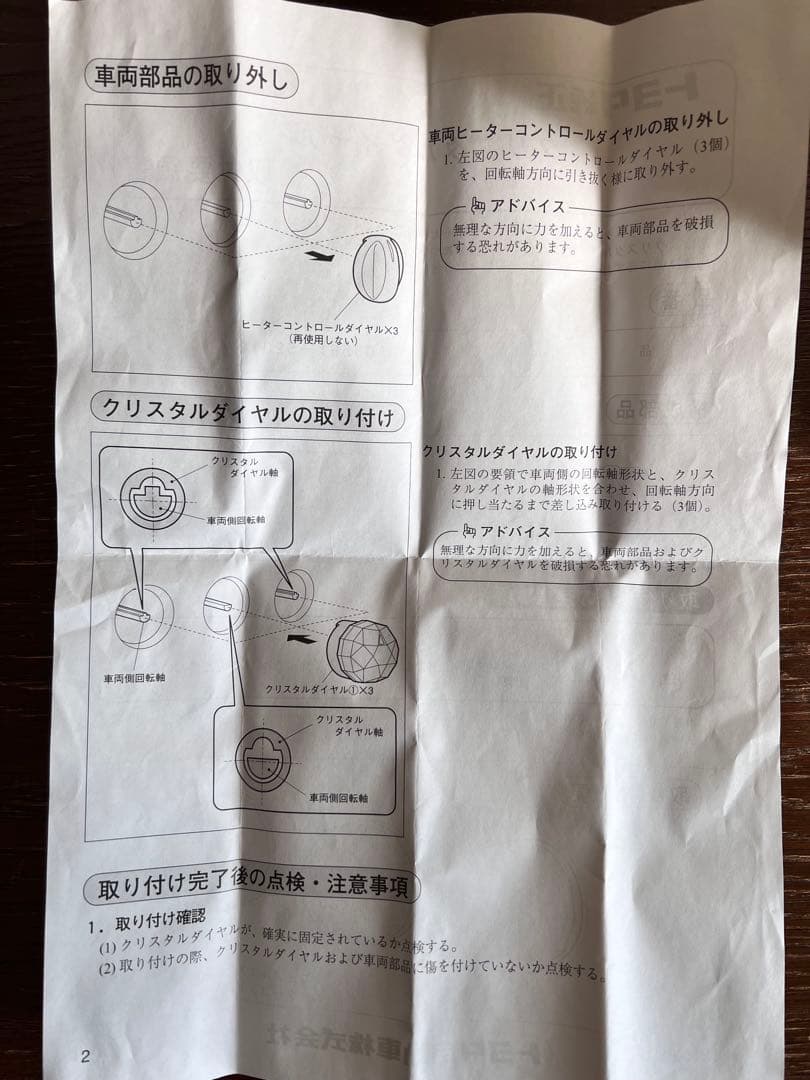 車両部品の取り外し
車両ヒーターコントロールダイヤルの取り外し
1. 左図のヒーターコントロールダイヤル(3個)
を、回転軸方向に引き抜く様に取り外す。
アドバイス
無理な方向に力を加えると、車両部品を破損
する恐れがあります。
ヒーターコントロールダイヤル×3
(再使用しない)
クリスタルダイヤルの取り付け
クリスタル
ダイヤル軸
車両側回転軸
クリスタルダイヤルの取り付け
1. 左図の要領で車両側の回転軸形状と、クリス
タルダイヤルの軸形状を合わせ、回転軸方向
に押し当たるまで差し込み取り付ける(3個)。
アドバイス
無理な方向に力を加えると、車両部品およびク
リスタルダイヤルを破損する恐れがあります。
車両側回転軸
クリスタルダイヤル①×3
クリスタル
ダイヤル軸
車両側回転軸
取り付け完了後の点検・注意事項
1. 取り付け確認
(1) クリスタルダイヤルが、確実に固定されているか点検する。
(2) 取り付けの際、クリスタルダイヤルおよび車両部品に傷を付けていないか点検する。
2